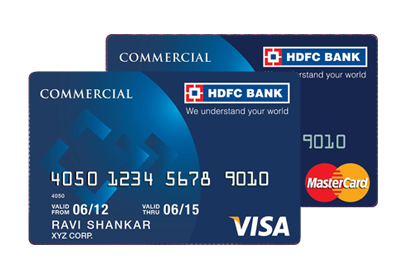 COMMERCIAL
HDFC BANK
understand your world
9010
MasterCard
COMMERCIAL
HDFC BANK
We understand your world
4050 1234 5678 9010
4050
VALID FROM 06/12 VALID THRU 06/15
RAVI SHANKAR
XYZ CORP.
VISA